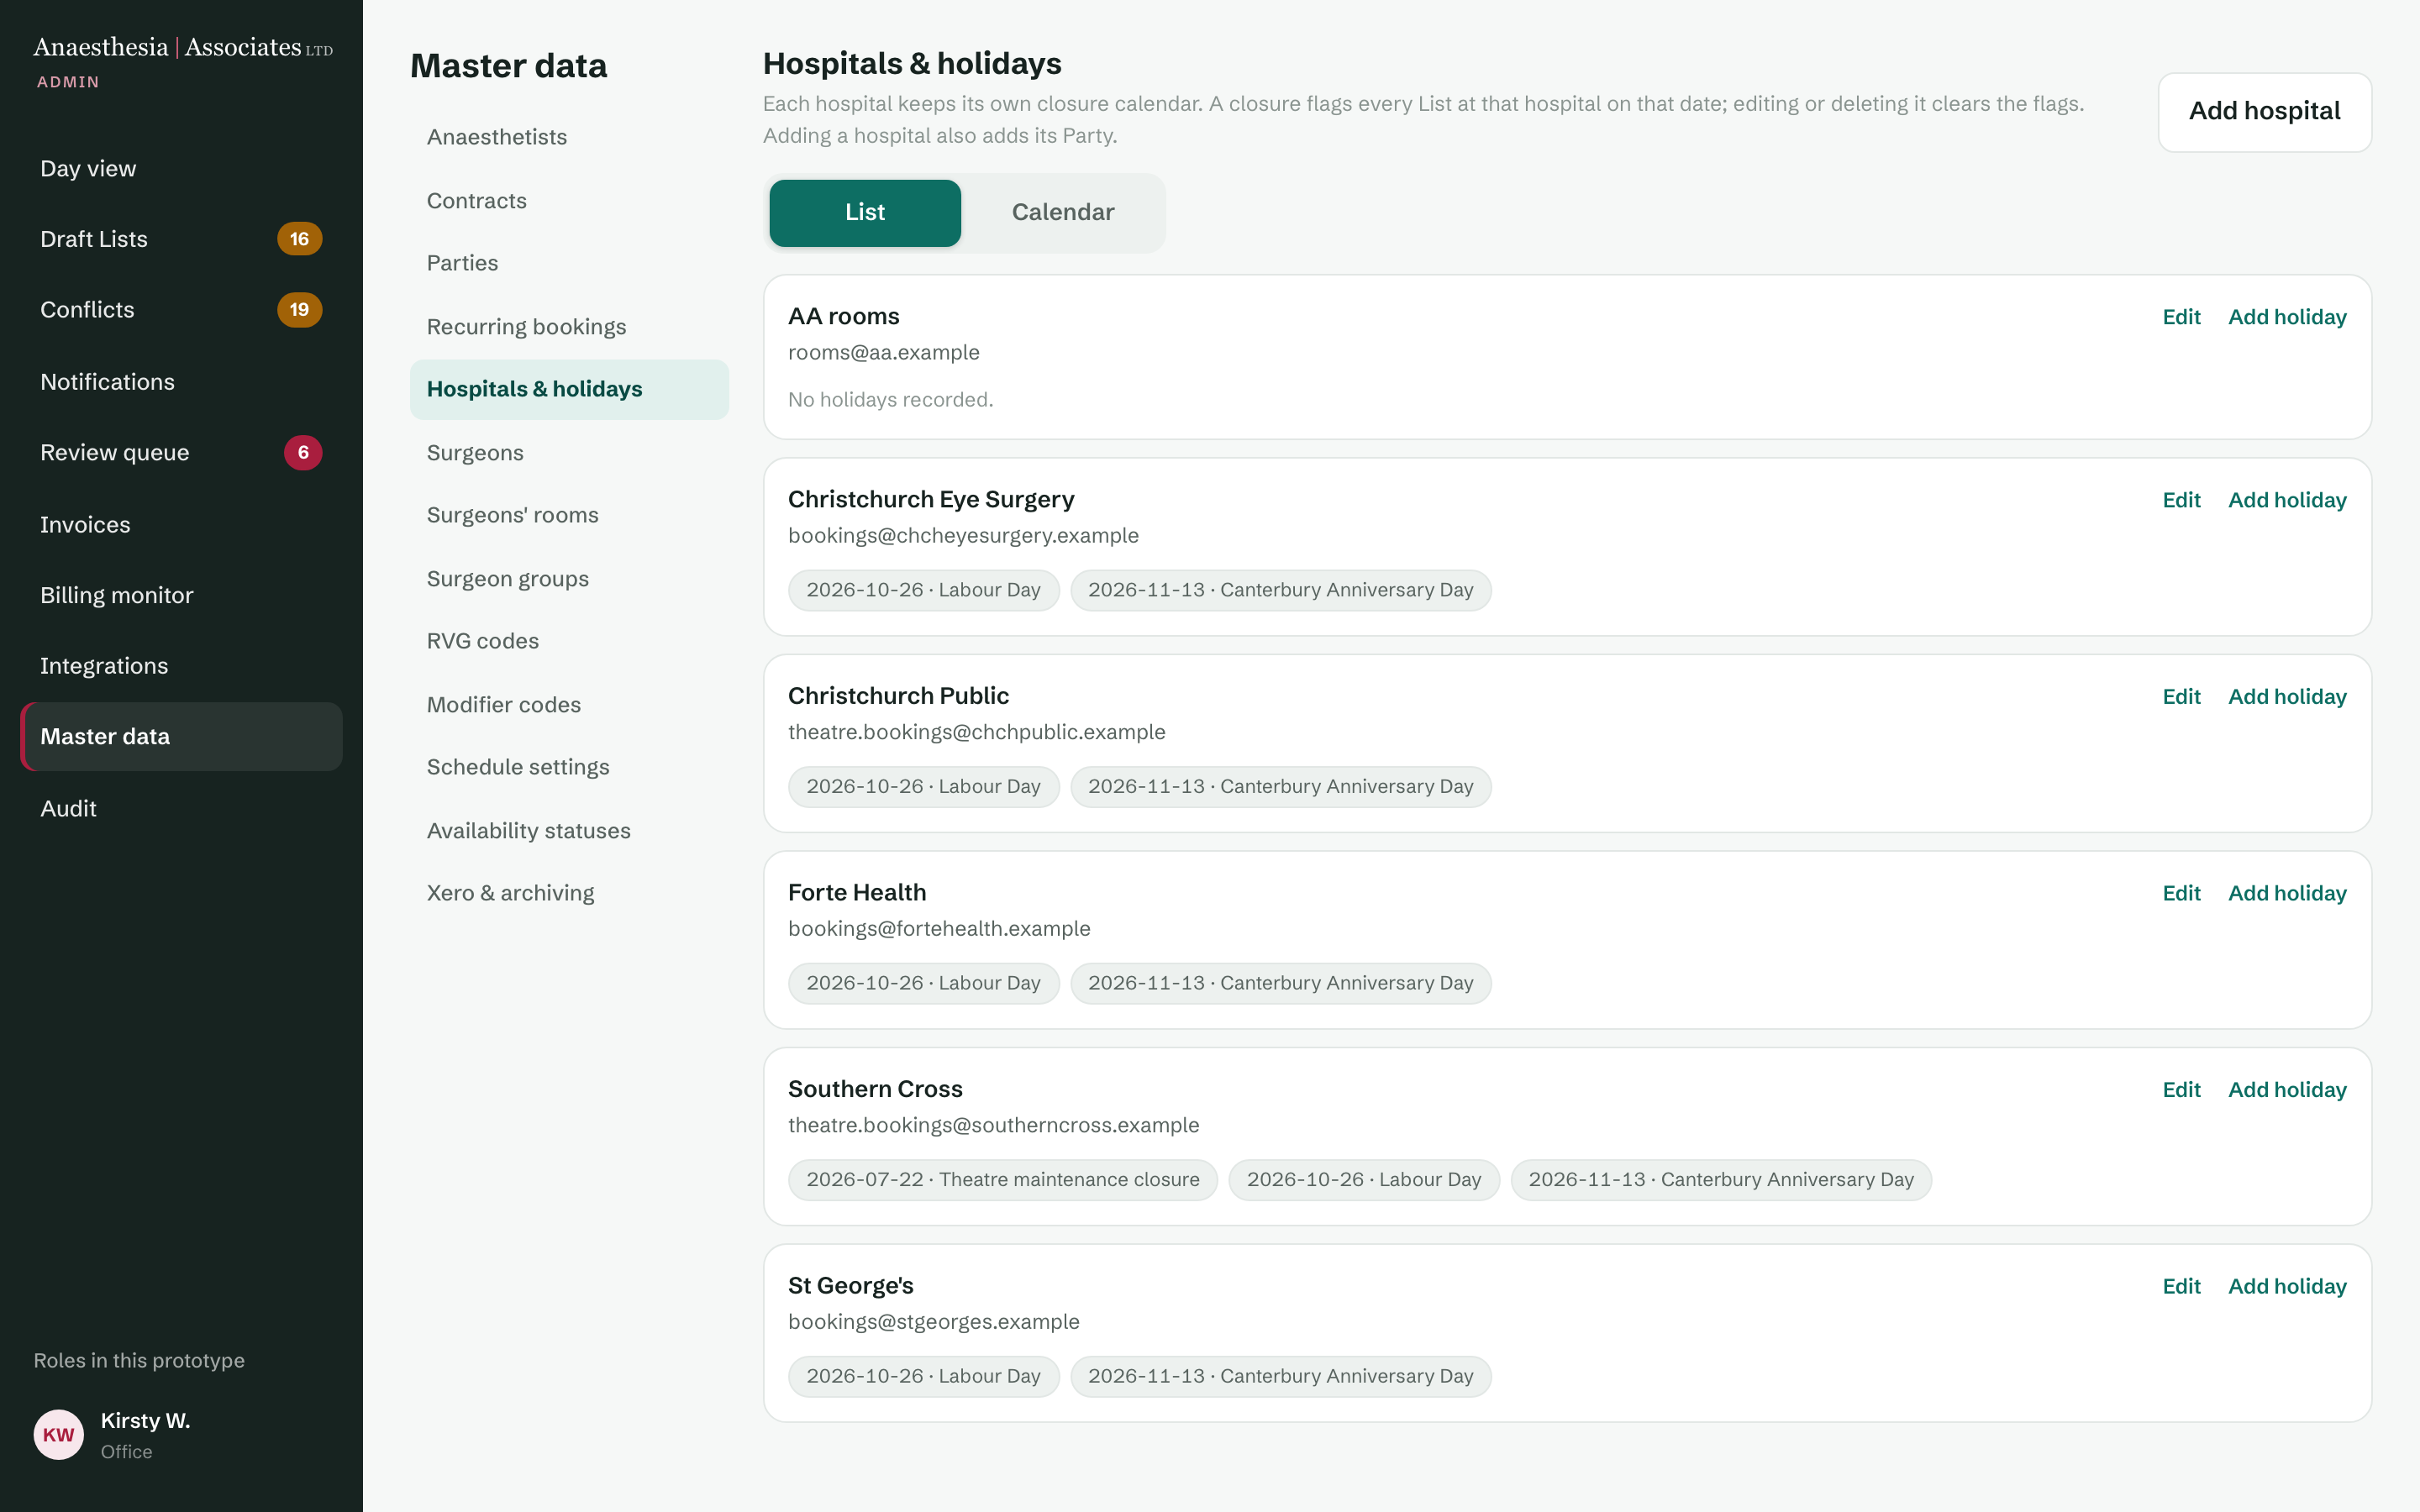 Anaesthesia | Associates LTD
ADMIN
Day view
Draft Lists 16
Conflicts 19
Notifications
Review queue 6
Invoices
Billing monitor
Integrations
Master data
Audit
Roles in this prototype
KW
Kirsty W.
Office
Master data
Anaesthetists
Contracts
Parties
Recurring bookings
Hospitals & holidays
Surgeons
Surgeons' rooms
Surgeon groups
RVG codes
Modifier codes
Schedule settings
Availability statuses
Xero & archiving
Hospitals & holidays
Each hospital keeps its own closure calendar. A closure flags every List at that hospital on that date; editing or deleting it clears the flags.
Adding a hospital also adds its Party.
Add hospital
List Calendar
AA rooms Edit Add holiday
rooms@aa.example
No holidays recorded.
Christchurch Eye Surgery Edit Add holiday
bookings@chcheyesurgery.example
2026-10-26 · Labour Day 2026-11-13 · Canterbury Anniversary Day
Christchurch Public Edit Add holiday
theatre.bookings@chchpublic.example
2026-10-26 · Labour Day 2026-11-13 · Canterbury Anniversary Day
Forte Health Edit Add holiday
bookings@fortehealth.example
2026-10-26 · Labour Day 2026-11-13 · Canterbury Anniversary Day
Southern Cross Edit Add holiday
theatre.bookings@southerncross.example
2026-07-22 · Theatre maintenance closure 2026-10-26 · Labour Day 2026-11-13 · Canterbury Anniversary Day
St George's Edit Add holiday
bookings@stgeorges.example
2026-10-26 · Labour Day 2026-11-13 · Canterbury Anniversary Day